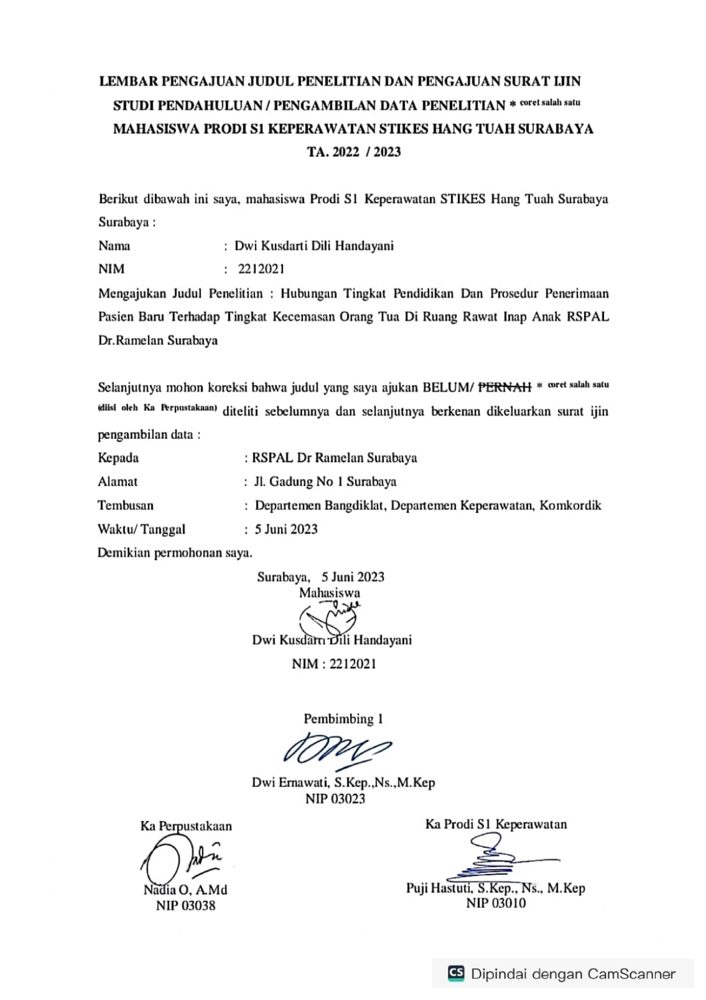 LEMBAR PENGAJUAN JUDUL PENELITIAN DAN PENGAJUAN SURAT IJIN
STUDI PENDAHULUAN / PENGAMBILAN DATA PENELITIAN * coret salah satu
MAHASISWA PRODI S1 KEPERAWATAN STIKES HANG TUAH SURABAYA
TA. 2022 / 2023
Berikut dibawah ini saya, mahasiswa Prodi S1 Keperawatan STIKES Hang Tuah Surabaya
Surabaya :
Nama : Dwi Kusdarti Dili Handayani
NIM : 2212021
Mengajukan Judul Penelitian : Hubungan Tingkat Pendidikan Dan Prosedur Penerimaan
Pasien Baru Terhadap Tingkat Kecemasan Orang Tua Di Ruang Rawat Inap Anak RSPAL
Dr.Ramelan Surabaya
Selanjutnya mohon koreksi bahwa judul yang saya ajukan BELUM/ PERNAH * coret salah satu
(diisi oleh Ka Perpustakaan) diteliti sebelumnya dan selanjutnya berkenan dikeluarkan surat ijin
pengambilan data :
Kepada : RSPAL Dr Ramelan Surabaya
Alamat : Jl. Gadung No 1 Surabaya
Tembusan : Departemen Bangdiklat, Departemen Keperawatan, Komkordik
Waktu/ Tanggal : 5 Juni 2023
Demikian permohonan saya.
Surabaya, 5 Juni 2023
Mahasiswa
Dwi Kusdarti Dili Handayani
NIM : 2212021
Pembimbing 1
Dwi Ernawati, S.Kep.,Ns.,M.Kep
NIP 03023
Ka Perpustakaan
Nadia O, A.Md
NIP 03038
Ka Prodi S1 Keperawatan
Puji Hastuti, S.Kep., Ns., M.Kep
NIP 03010
CS Dipindai dengan CamScanner